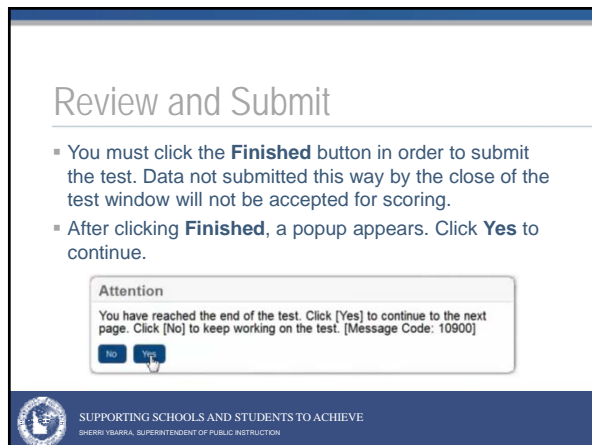 Review and Submit
▪ You must click the Finished button in order to submit
the test. Data not submitted this way by the close of the
test window will not be accepted for scoring.
▪ After clicking Finished, a popup appears. Click Yes to
continue.
Attention
You have reached the end of the test. Click [Yes] to continue to the next
page. Click [No] to keep working on the test. [Message Code: 10900]
No Yes
SUPPORTING SCHOOLS AND STUDENTS TO ACHIEVE
SHERRI YBARRA, SUPERINTENDENT OF PUBLIC INSTRUCTION